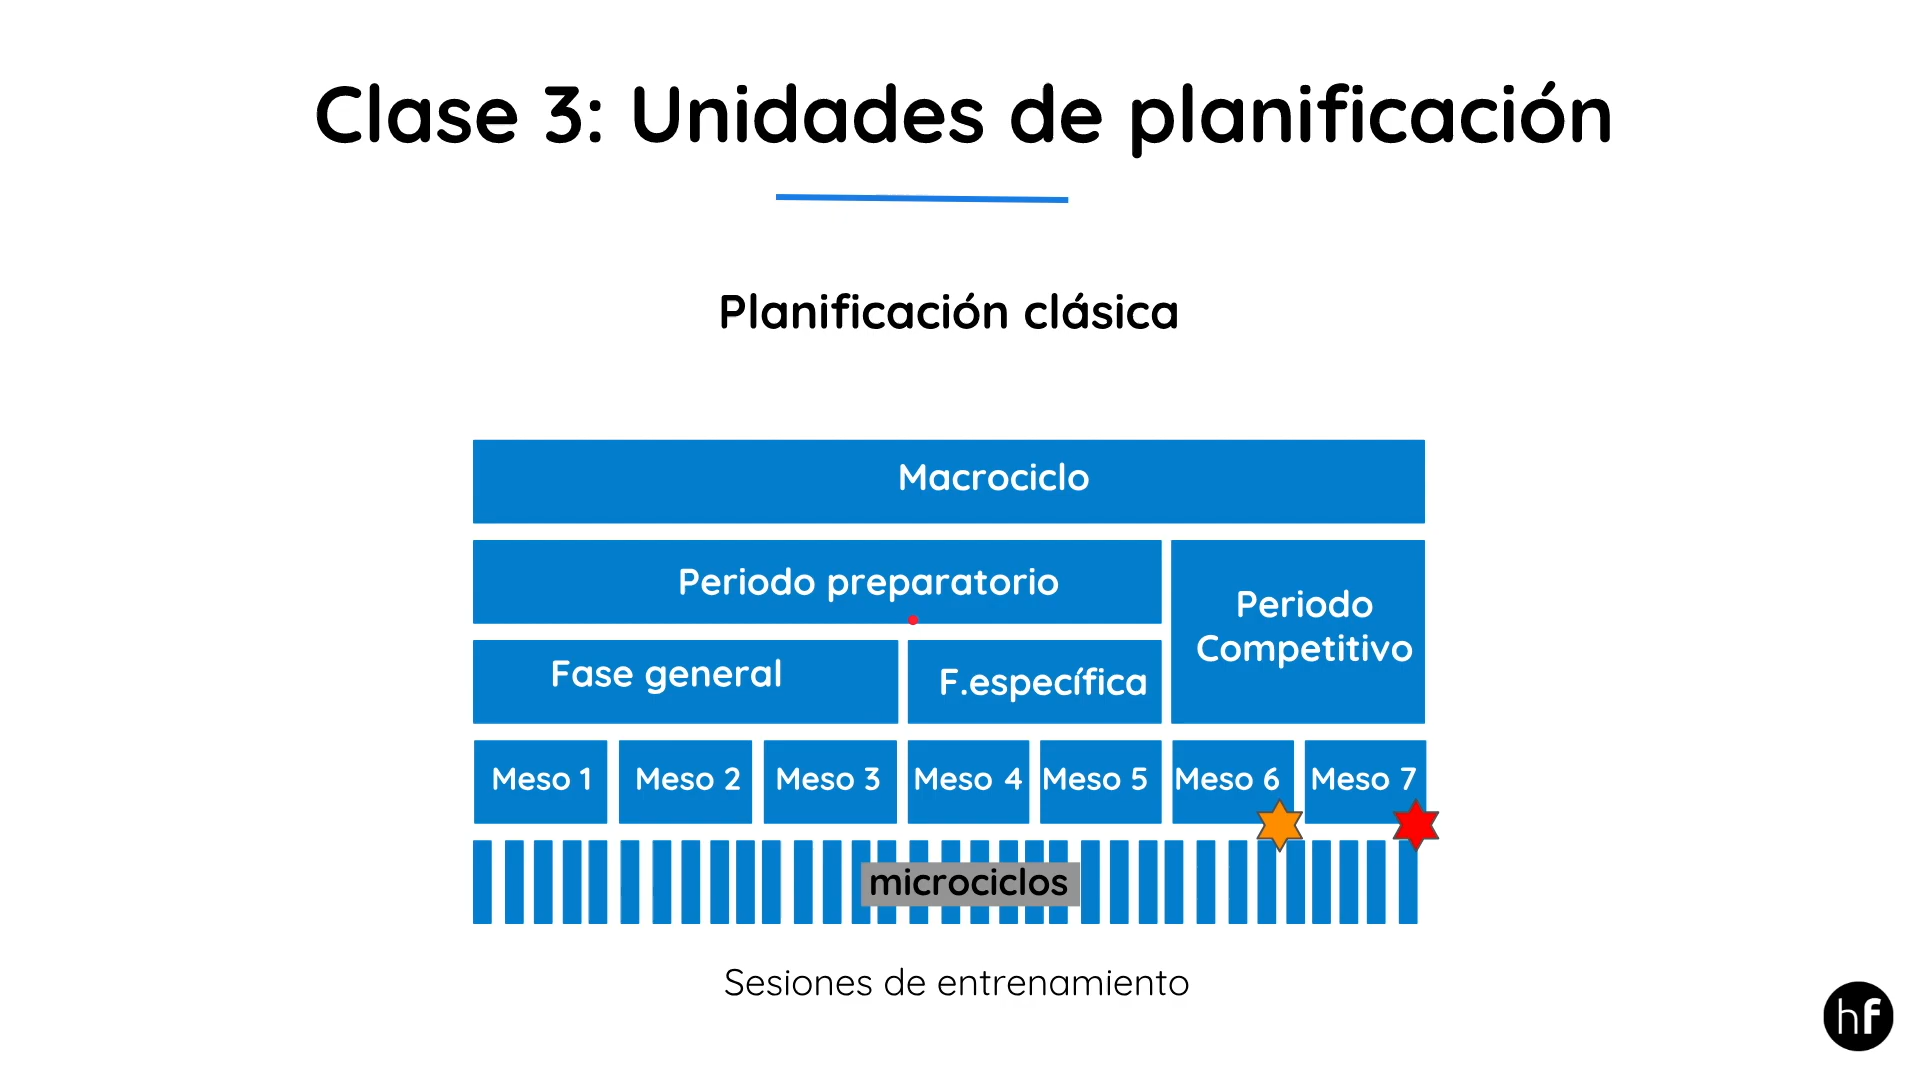 Clase 3: Unidades de planificación
Planificación clásica
Macrociclo
Periodo preparatorio
Periodo
Competitivo
Fase general
F.específica
Meso 1
Meso 2
Meso 3
Meso 4
Meso 5
Meso 6
Meso 7
microciclos
Sesiones de entrenamiento
hf